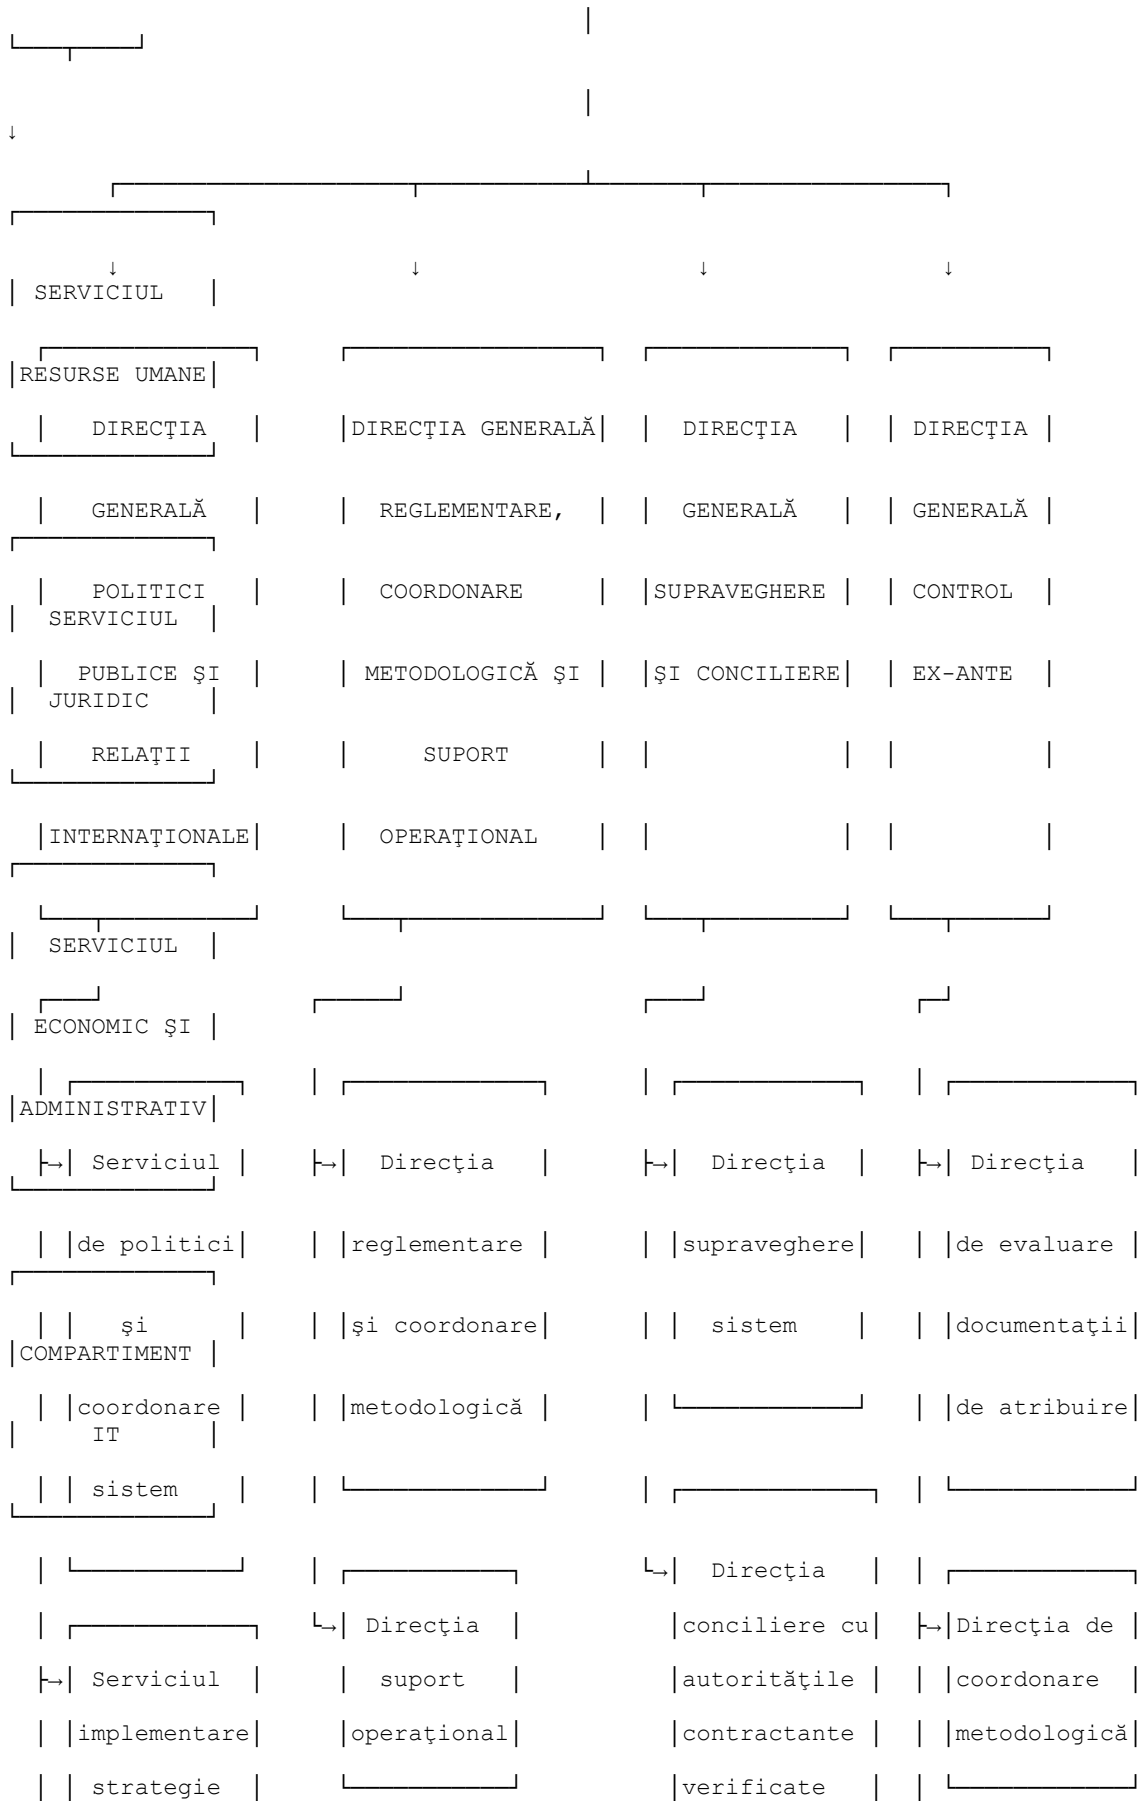 SERVICIUL
RESURSE UMANE
DIRECŢIA DIRECŢIA GENERALĂ DIRECŢIA DIRECŢIA
GENERALĂ REGLEMENTARE, GENERALĂ GENERALĂ
POLITICI COORDONARE SUPRAVEGHERE CONTROL
SERVICIUL
PUBLICE ŞI METODOLOGICĂ ŞI ŞI CONCILIERE EX-ANTE
JURIDIC
RELAŢII SUPORT
INTERNAŢIONALE OPERAŢIONAL
SERVICIUL
ECONOMIC ŞI
ADMINISTRATIV
Serviciul Direcţia Direcţia Direcţia
de politici reglementare supraveghere de evaluare
şi şi coordonare sistem documentaţii
COMPARTIMENT
coordonare metodologică de atribuire
IT
sistem
Direcţia
Direcţia conciliere cu Direcţia de
Serviciul suport autorităţile coordonare
implementare operaţional contractante metodologică
strategie verificate